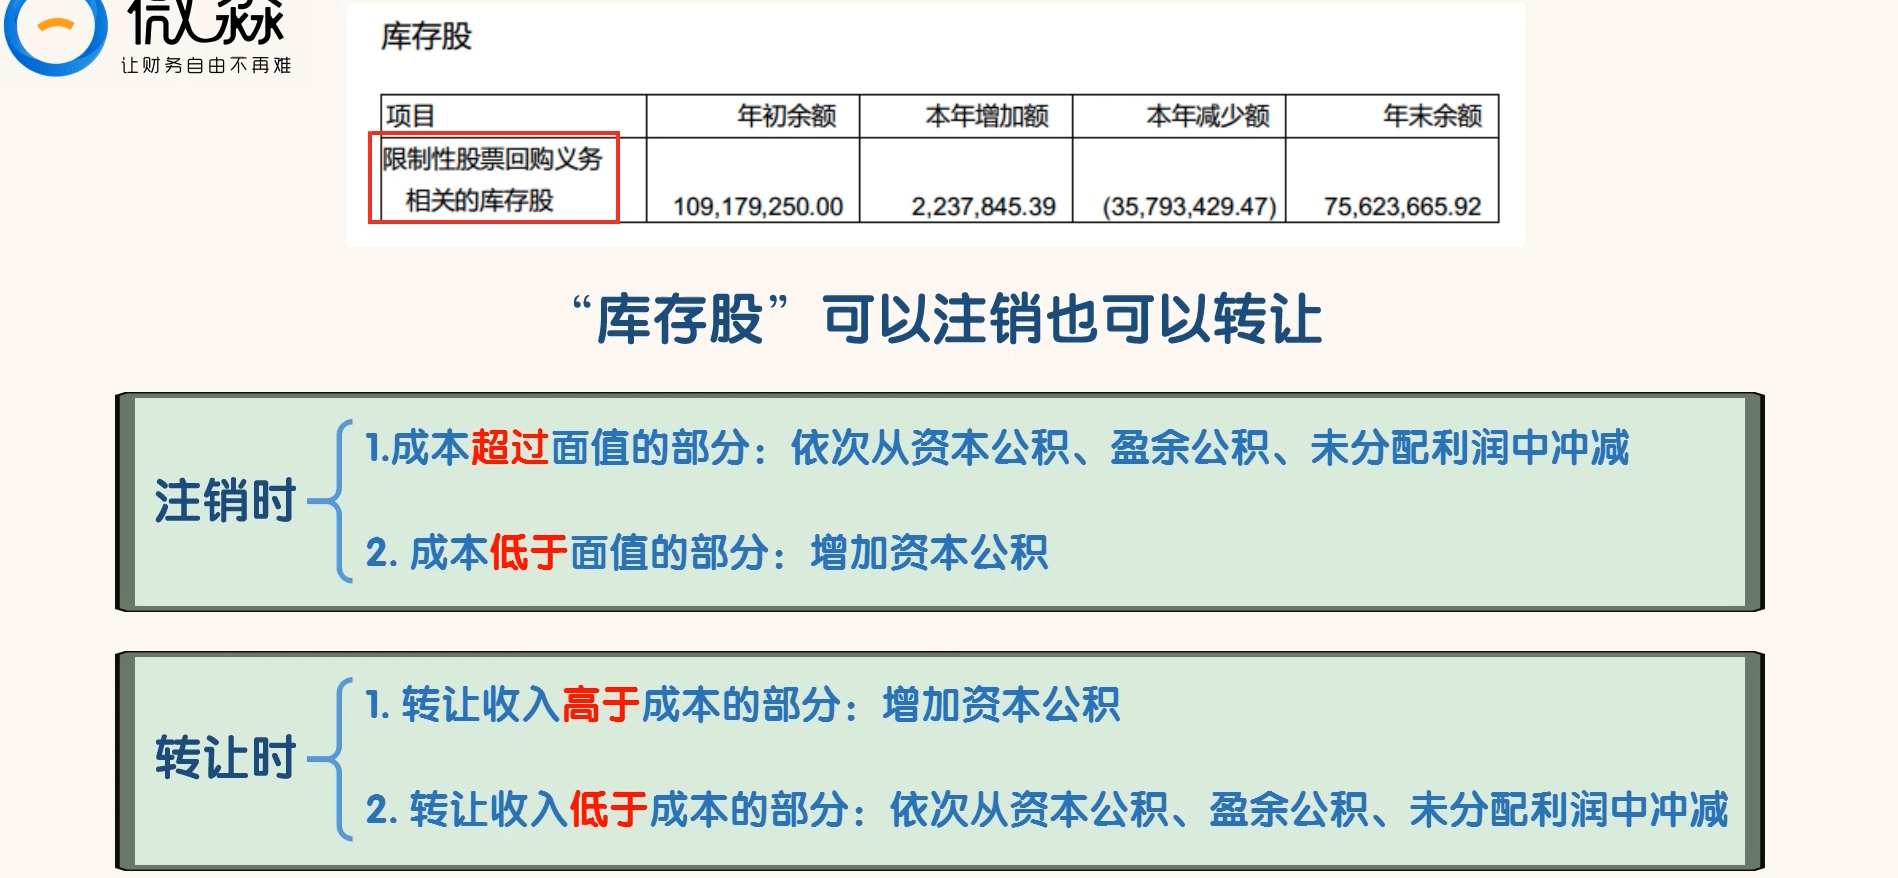 微淼
让财务自由不再难
库存股
项目 年初余额 本年增加额 本年减少额 年末余额
限制性股票回购义务
相关的库存股 109,179,250.00 2,237,845.39 (35,793,429.47) 75,623,665.92
“库存股”可以注销也可以转让
注销时
1.成本超过面值的部分：依次从资本公积、盈余公积、未分配利润中冲减
2. 成本低于面值的部分：增加资本公积
转让时
1. 转让收入高于成本的部分：增加资本公积
2. 转让收入低于成本的部分：依次从资本公积、盈余公积、未分配利润中冲减